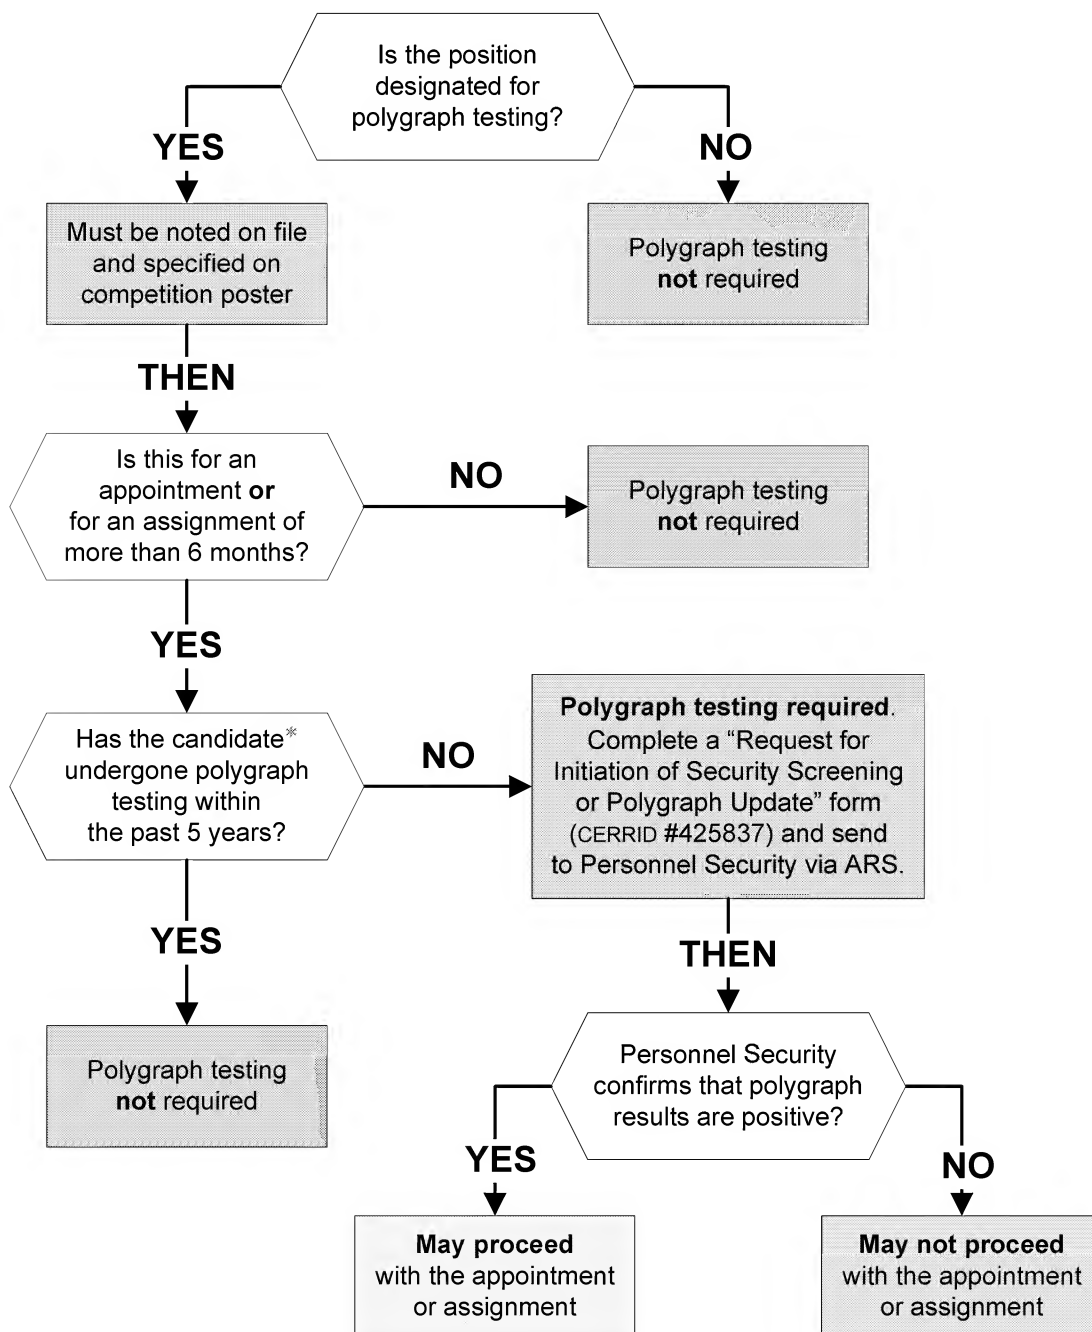 Is the position
designated for
polygraph testing?
YES
NO
Must be noted on file
and specified on
competition poster
Polygraph testing
not required
THEN
Is this for an
appointment or
for an assignment of
more than 6 months?
NO
Polygraph testing
not required
YES
Has the candidate*
undergone polygraph
testing within
the past 5 years?
NO
Polygraph testing required.
Complete a “Request for
Initiation of Security Screening
or Polygraph Update” form
(CERRID #425837) and send
to Personnel Security via ARS.
YES
THEN
Polygraph testing
not required
Personnel Security
confirms that polygraph
results are positive?
YES
NO
May proceed
with the appointment
or assignment
May not proceed
with the appointment
or assignment